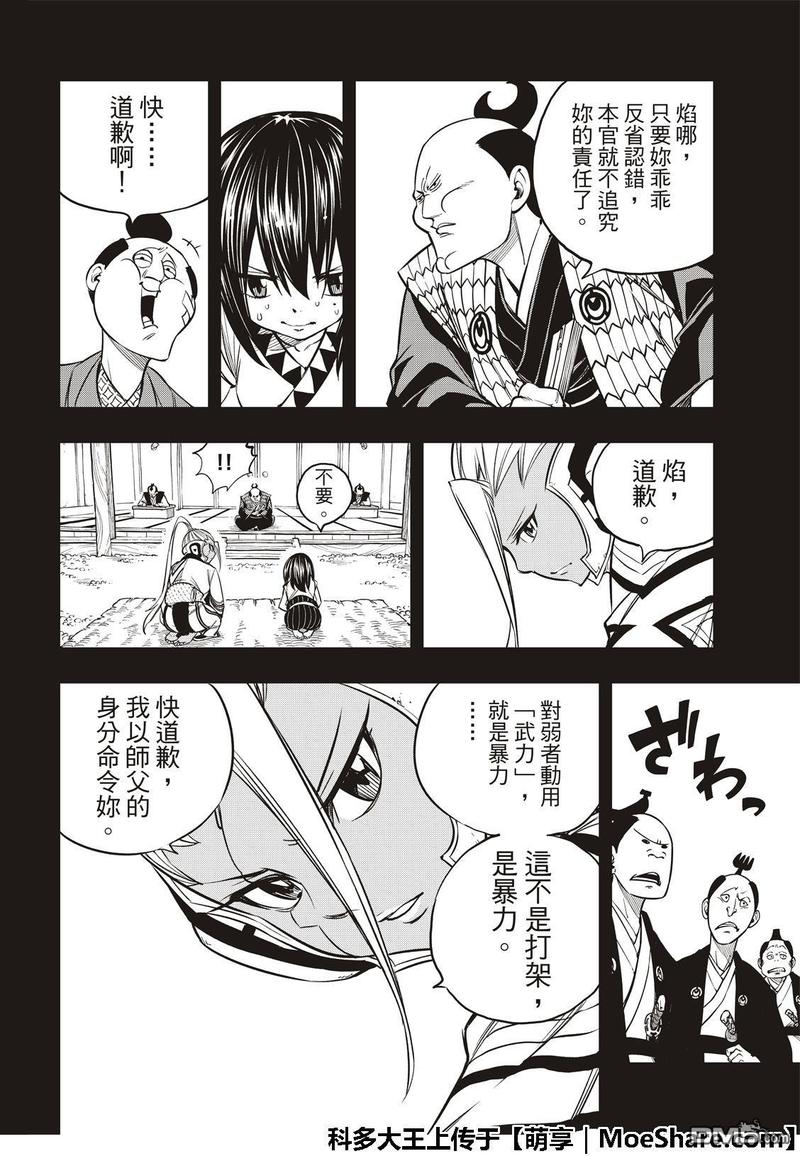 焰哪，
只要妳乖乖
反省認錯，
本官就不追究
妳的責任了。
快……
道歉啊！
焰，
道歉。
不要。
!!
ざわっ
對弱者動用
「武力」，
就是暴力
這不是打架，
是暴力。
快道歉，
我以師父的
身分命令妳。
科多大王上传于【萌享｜MoeShare.com】